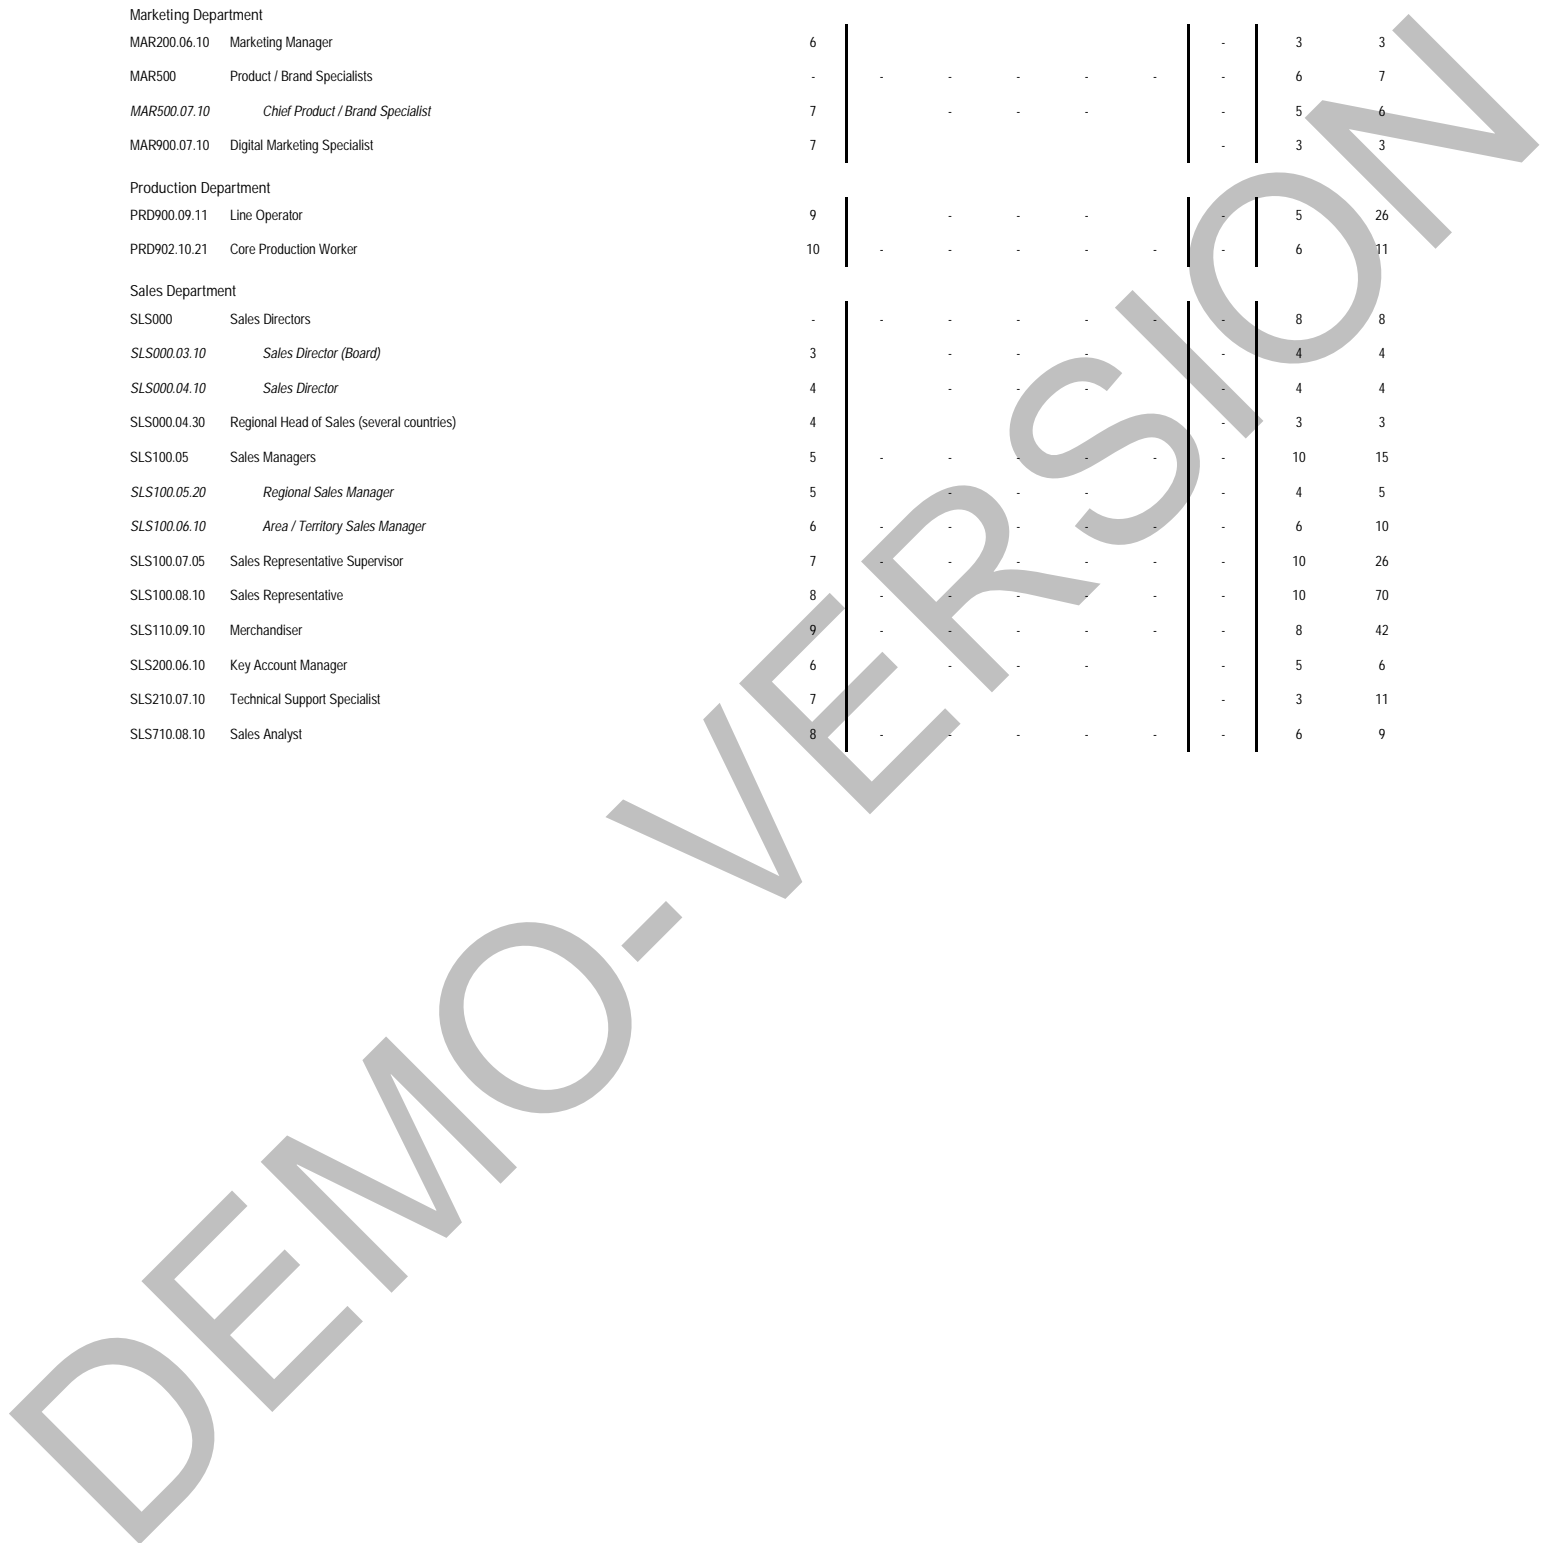 Marketing Department
MAR200.06.10 Marketing Manager 6 - 3 3
MAR500 Product / Brand Specialists - - - - - - - 6 7
MAR500.07.10 Chief Product / Brand Specialist 7 - - - - 5 6
MAR900.07.10 Digital Marketing Specialist 7 - 3 3
Production Department
PRD900.09.11 Line Operator 9 - - - - 5 26
PRD902.10.21 Core Production Worker 10 - - - - - - 6 11
Sales Department
SLS000 Sales Directors - - - - - - - 8 8
SLS000.03.10 Sales Director (Board) 3 - - - - 4 4
SLS000.04.10 Sales Director 4 - - - - 4 4
SLS000.04.30 Regional Head of Sales (several countries) 4 - 3 3
SLS100.05 Sales Managers 5 - - - - - - 10 15
SLS100.05.20 Regional Sales Manager 5 - - - - 4 5
SLS100.06.10 Area / Territory Sales Manager 6 - - - - - - 6 10
SLS100.07.05 Sales Representative Supervisor 7 - - - - - - 10 26
SLS100.08.10 Sales Representative 8 - - - - - - 10 70
SLS110.09.10 Merchandiser 9 - - - - - - 8 42
SLS200.06.10 Key Account Manager 6 - - - - 5 6
SLS210.07.10 Technical Support Specialist 7 - 3 11
SLS710.08.10 Sales Analyst 8 - - - - - - 6 9
DEMO-VERSION